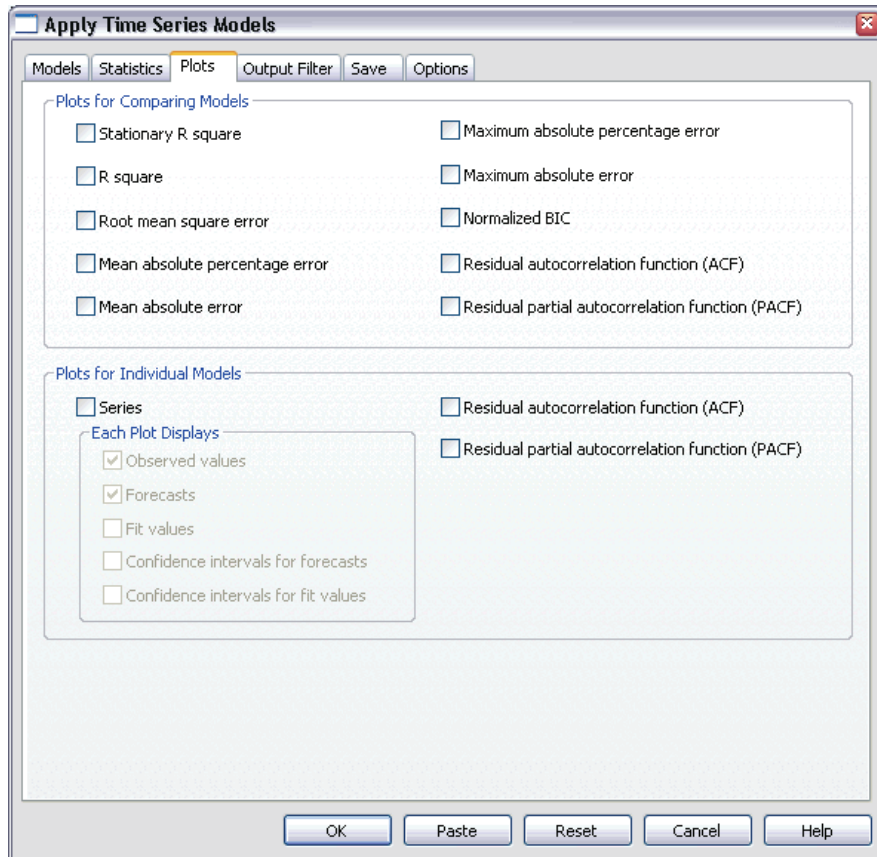 Apply Time Series Models
Models Statistics Plots Output Filter Save Options
Plots for Comparing Models
Stationary R square
R square
Root mean square error
Mean absolute percentage error
Mean absolute error
Maximum absolute percentage error
Maximum absolute error
Normalized BIC
Residual autocorrelation function (ACF)
Residual partial autocorrelation function (PACF)
Plots for Individual Models
Series
Each Plot Displays
Observed values
Forecasts
Fit values
Confidence intervals for forecasts
Confidence intervals for fit values
Residual autocorrelation function (ACF)
Residual partial autocorrelation function (PACF)
OK Paste Reset Cancel Help